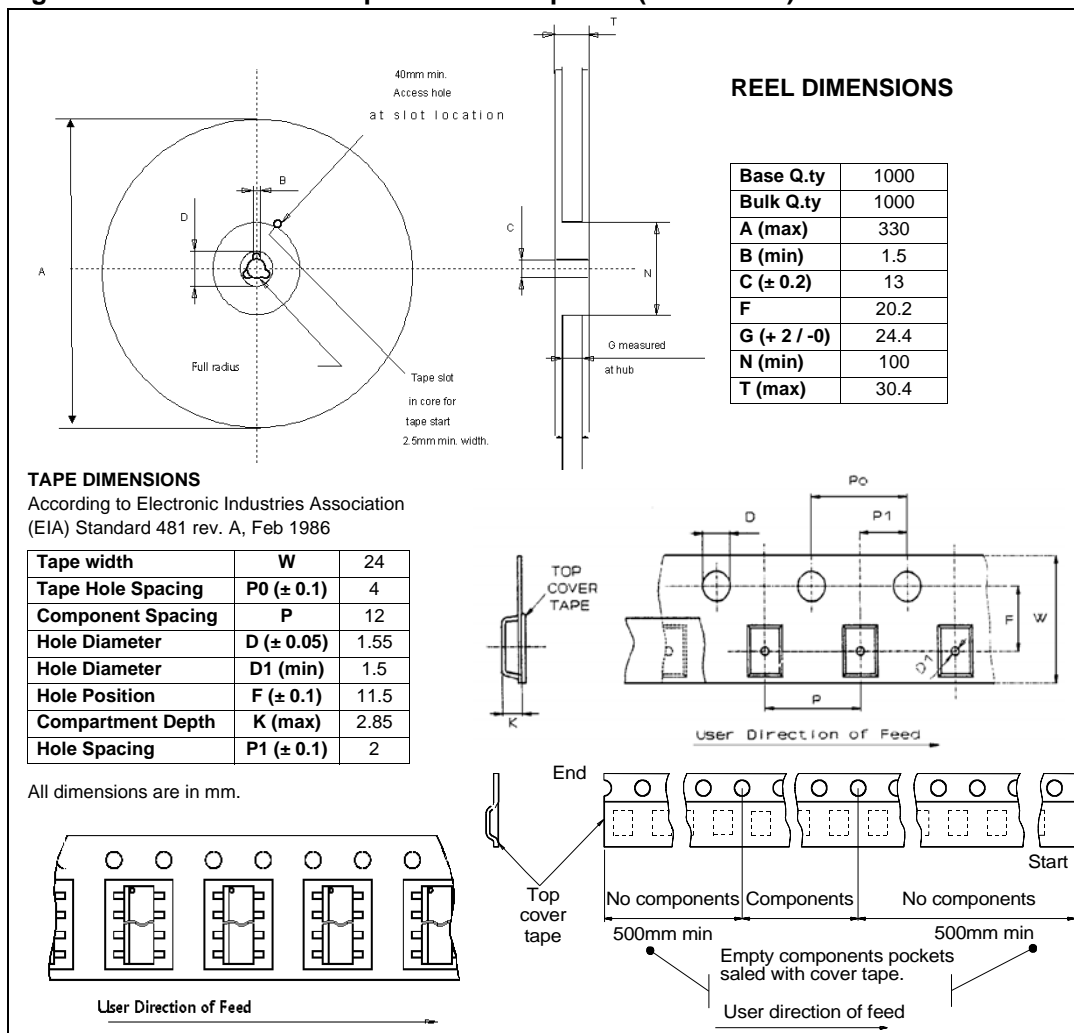 T
40mm min.
Access hole
at slot location
B
D
A
C
N
Full radius
Tape slot
in core for
tape start
2.5mm min. width.
G measured
at hub
REEL DIMENSIONS
Base Q.ty 1000
Bulk Q.ty 1000
A (max) 330
B (min) 1.5
C (± 0.2) 13
F 20.2
G (+ 2 / -0) 24.4
N (min) 100
T (max) 30.4
TAPE DIMENSIONS
According to Electronic Industries Association
(EIA) Standard 481 rev. A, Feb 1986
Tape width W 24
Tape Hole Spacing P0 (± 0.1) 4
Component Spacing P 12
Hole Diameter D (± 0.05) 1.55
Hole Diameter D1 (min) 1.5
Hole Position F (± 0.1) 11.5
Compartment Depth K (max) 2.85
Hole Spacing P1 (± 0.1) 2
All dimensions are in mm.
Po
D
P1
TOP
COVER
TAPE
F
W
D1
P
K
User Direction of Feed
End
Start
Top
cover
tape
No components
Components
No components
500mm min
500mm min
Empty components pockets
saled with cover tape.
User direction of feed
User Direction of Feed